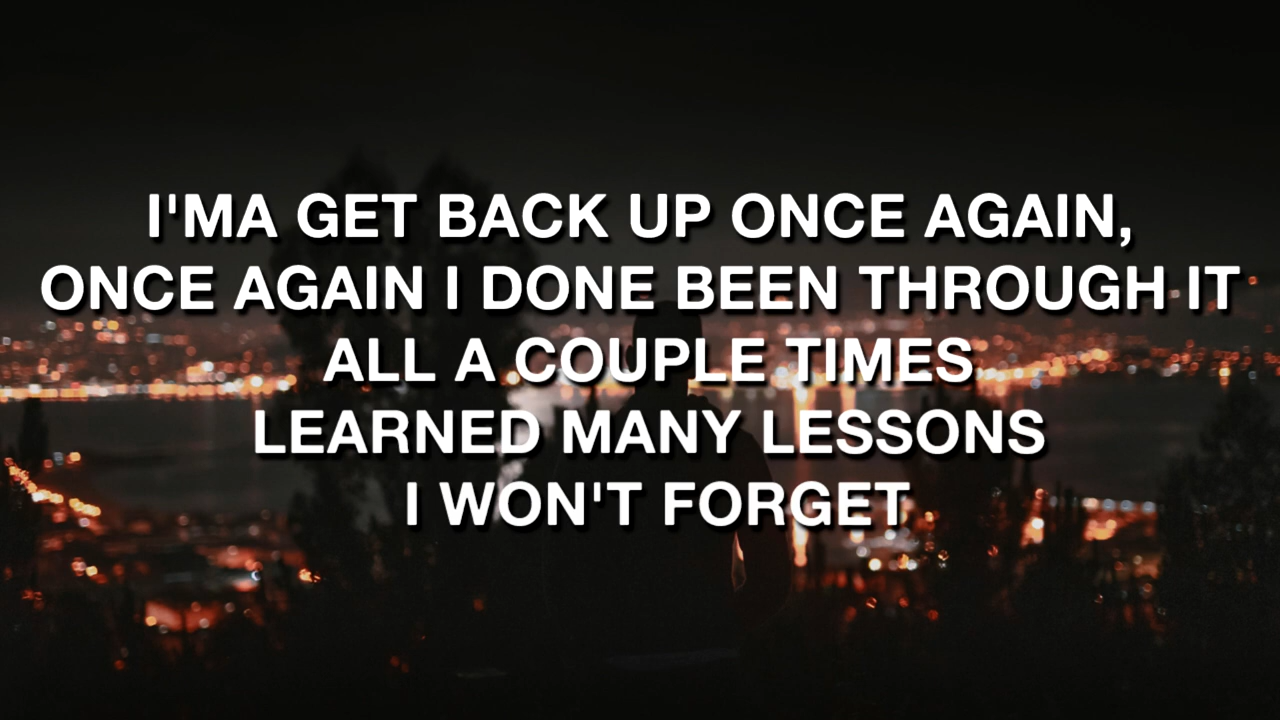 I'MA GET BACK UP ONCE AGAIN,
ONCE AGAIN I DONE BEEN THROUGH IT
ALL A COUPLE TIMES
LEARNED MANY LESSONS
I WON'T FORGET